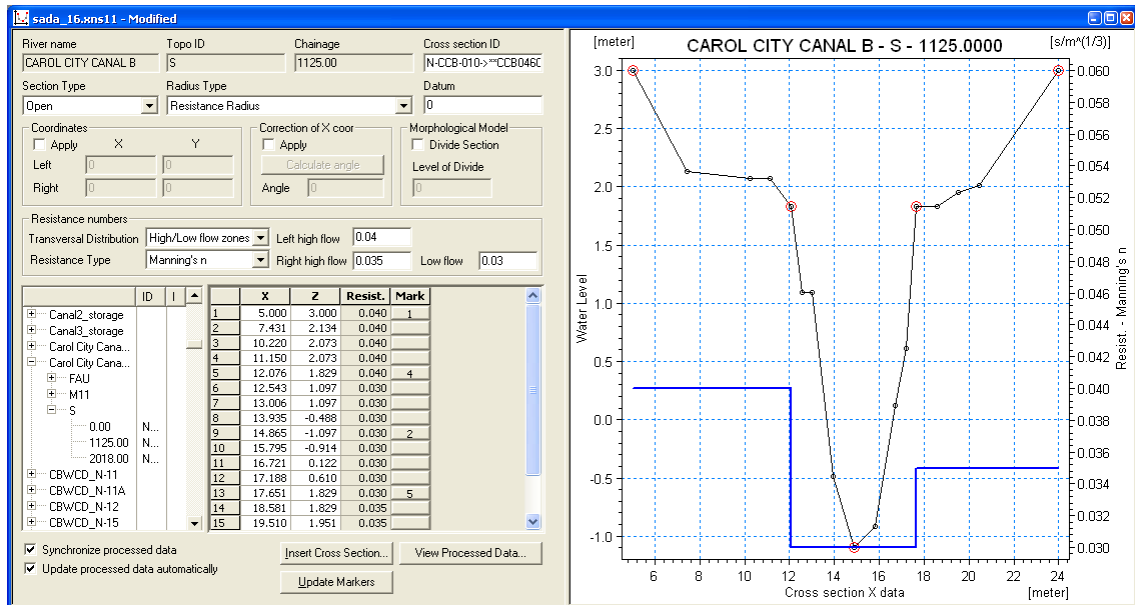 sada_16.xns11 - Modified
River name Topo ID Chainage Cross section ID
CAROL CITY CANAL B S 1125.00 N-CCB-010->**CCB046C
Section Type Radius Type Datum
Open Resistance Radius 0
Coordinates Correction of X coor Morphological Model
Apply X Y Apply Divide Section
Left 0 0 Calculate angle Level of Divide
Right 0 0 Angle 0 0
Resistance numbers
Transversal Distribution High/Low flow zones Left high flow 0.04
Resistance Type Manning's n Right high flow 0.035 Low flow 0.03
ID I
Canal2_storage
Canal3_storage
Carol City Cana...
Carol City Cana...
FAU
M11
S
0.00 N...
1125.00 N...
2018.00 N...
CBWCD_N-11
CBWCD_N-11A
CBWCD_N-12
CBWCD_N-15
X Z Resist. Mark
1 5.000 3.000 0.040 1
2 7.431 2.134 0.040
3 10.220 2.073 0.040
4 11.150 2.073 0.040
5 12.076 1.829 0.040 4
6 12.543 1.097 0.030
7 13.006 1.097 0.030
8 13.935 -0.488 0.030
9 14.865 -1.097 0.030 2
10 15.795 -0.914 0.030
11 16.721 0.122 0.030
12 17.188 0.610 0.030
13 17.651 1.829 0.030 5
14 18.581 1.829 0.035
15 19.510 1.951 0.035
Synchronize processed data
Update processed data automatically
Insert Cross Section... View Processed Data...
Update Markers
[meter] CAROL CITY CANAL B - S - 1125.0000 [s/m^(1/3)]
3.0
2.5
2.0
1.5
1.0
0.5
0.0
-0.5
-1.0
Water Level
0.060
0.058
0.056
0.054
0.052
0.050
0.048
0.046
0.044
0.042
0.040
0.038
0.036
0.034
0.032
0.030
Resist. - Manning's n
6 8 10 12 14 16 18 20 22 24
Cross section X data [meter]